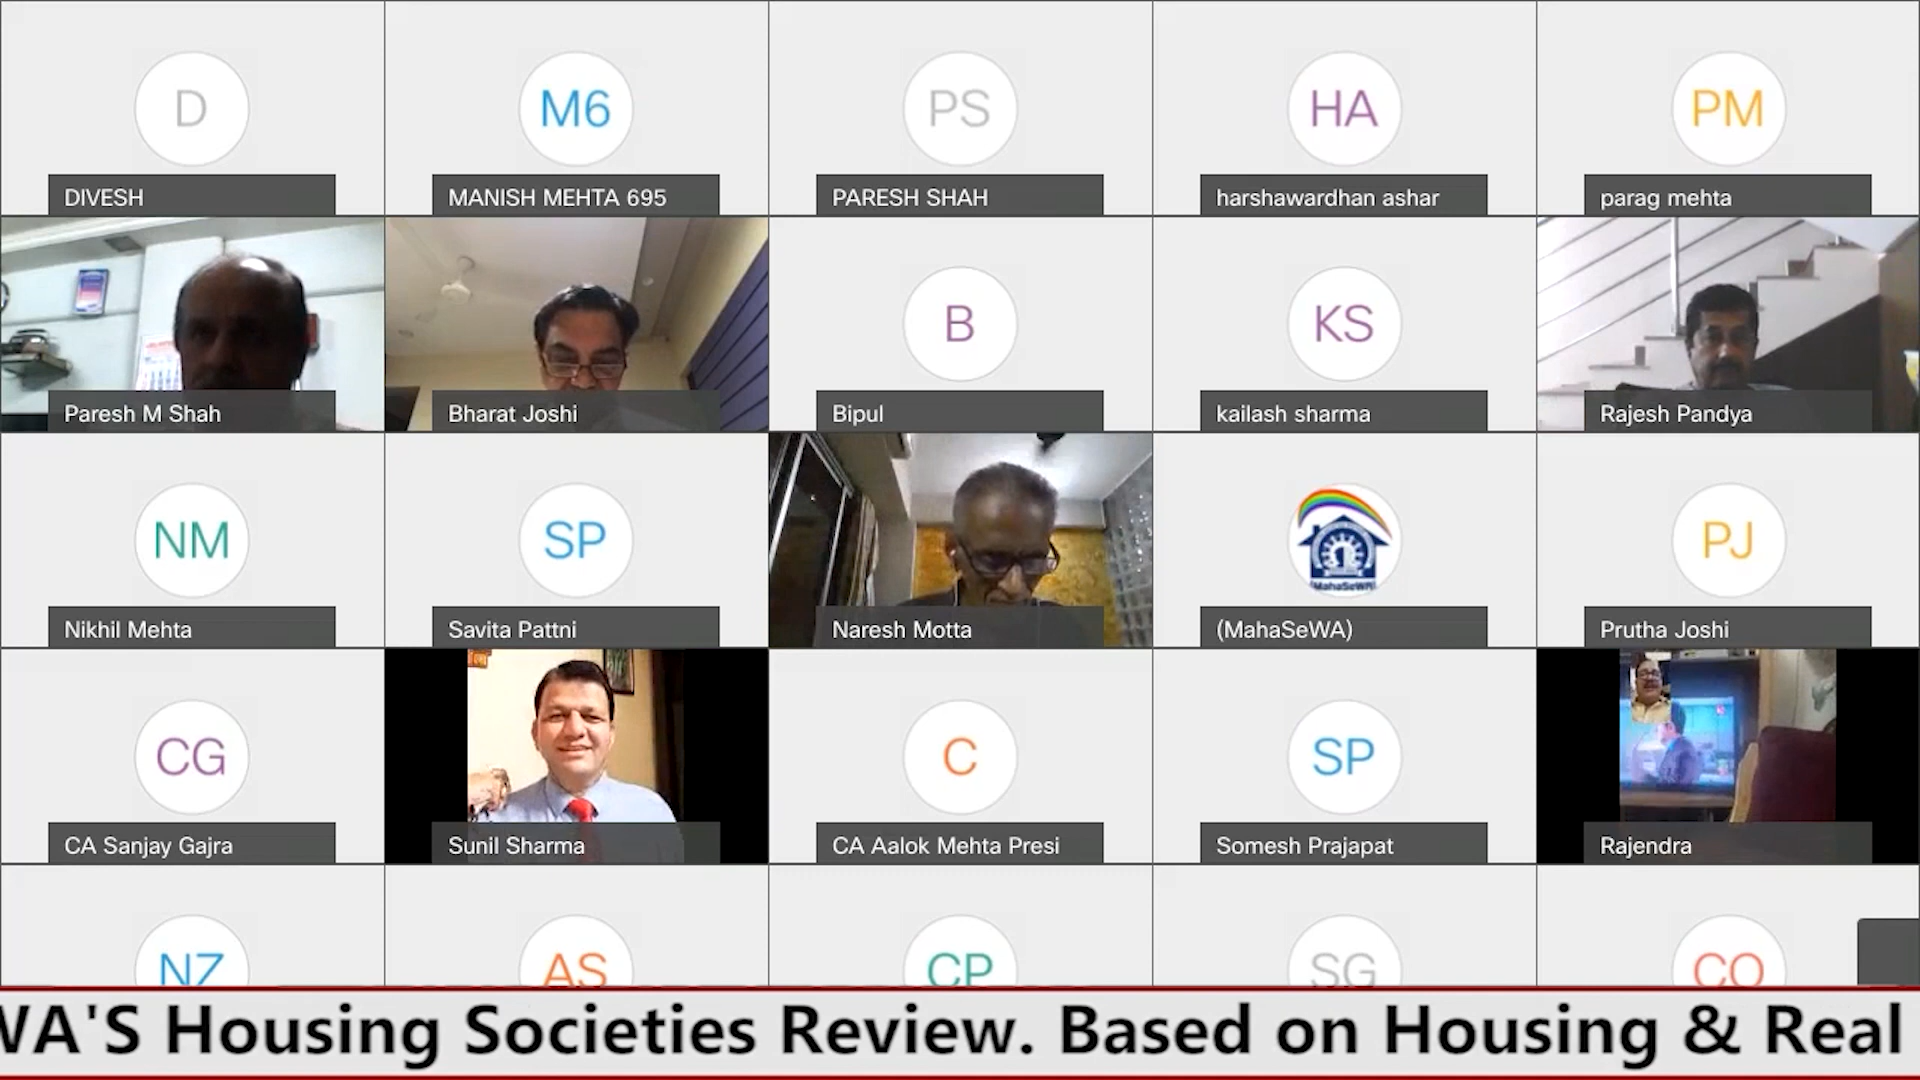 D
M6
PS
HA
PM
DIVESH
MANISH MEHTA 695
PARESH SHAH
harshawardhan ashar
parag mehta
B
KS
Paresh M Shah
Bharat Joshi
Bipul
kailash sharma
Rajesh Pandya
NM
SP
MahaSeWA
PJ
Nikhil Mehta
Savita Pattni
Naresh Motta
(MahaSeWA)
Prutha Joshi
CG
C
SP
CA Sanjay Gajra
Sunil Sharma
CA Aalok Mehta Presi
Somesh Prajapat
Rajendra
NZ
AS
CP
SG
CO
WA'S Housing Societies Review. Based on Housing & Real